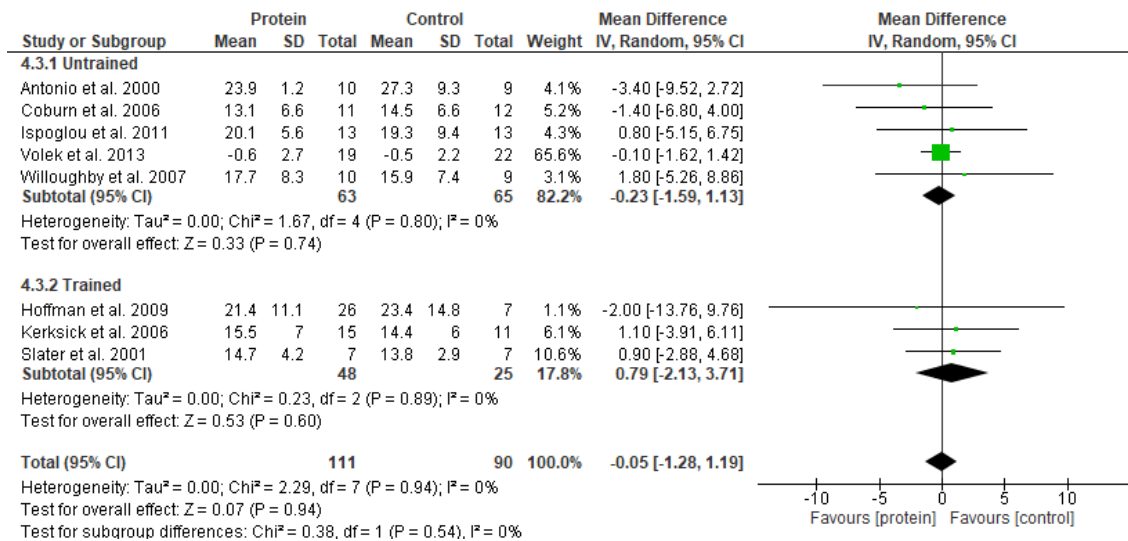 Protein Control Mean Difference Mean Difference
Study or Subgroup Mean SD Total Mean SD Total Weight IV, Random, 95% CI IV, Random, 95% CI
4.3.1 Untrained
Antonio et al. 2000 23.9 1.2 10 27.3 9.3 9 4.1% -3.40 [-9.52, 2.72]
Coburn et al. 2006 13.1 6.6 11 14.5 6.6 12 5.2% -1.40 [-6.80, 4.00]
Ispoglou et al. 2011 20.1 5.6 13 19.3 9.4 13 4.3% 0.80 [-5.15, 6.75]
Volek et al. 2013 -0.6 2.7 19 -0.5 2.2 22 65.6% -0.10 [-1.62, 1.42]
Willoughby et al. 2007 17.7 8.3 10 15.9 7.4 9 3.1% 1.80 [-5.26, 8.86]
Subtotal (95% CI) 63 65 82.2% -0.23 [-1.59, 1.13]
Heterogeneity: Tau² = 0.00; Chi² = 1.67, df = 4 (P = 0.80); I² = 0%
Test for overall effect: Z = 0.33 (P = 0.74)
4.3.2 Trained
Hoffman et al. 2009 21.4 11.1 26 23.4 14.8 7 1.1% -2.00 [-13.76, 9.76]
Kerksick et al. 2006 15.5 7 15 14.4 6 11 6.1% 1.10 [-3.91, 6.11]
Slater et al. 2001 14.7 4.2 7 13.8 2.9 7 10.6% 0.90 [-2.88, 4.68]
Subtotal (95% CI) 48 25 17.8% 0.79 [-2.13, 3.71]
Heterogeneity: Tau² = 0.00; Chi² = 0.23, df = 2 (P = 0.89); I² = 0%
Test for overall effect: Z = 0.53 (P = 0.60)
Total (95% CI) 111 90 100.0% -0.05 [-1.28, 1.19]
Heterogeneity: Tau² = 0.00; Chi² = 2.29, df = 7 (P = 0.94); I² = 0%
Test for overall effect: Z = 0.07 (P = 0.94)
Test for subgroup differences: Chi² = 0.38, df = 1 (P = 0.54), I² = 0%
-10 -5 0 5 10
Favours [protein] Favours [control]